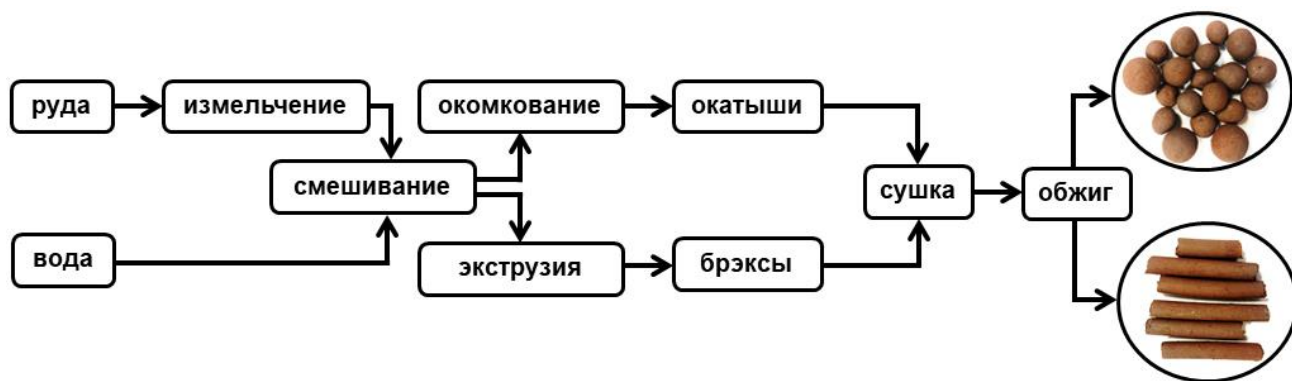 руда
измельчение
окомкование
окатыши
смешивание
сушка
обжиг
вода
экструзия
брэксы